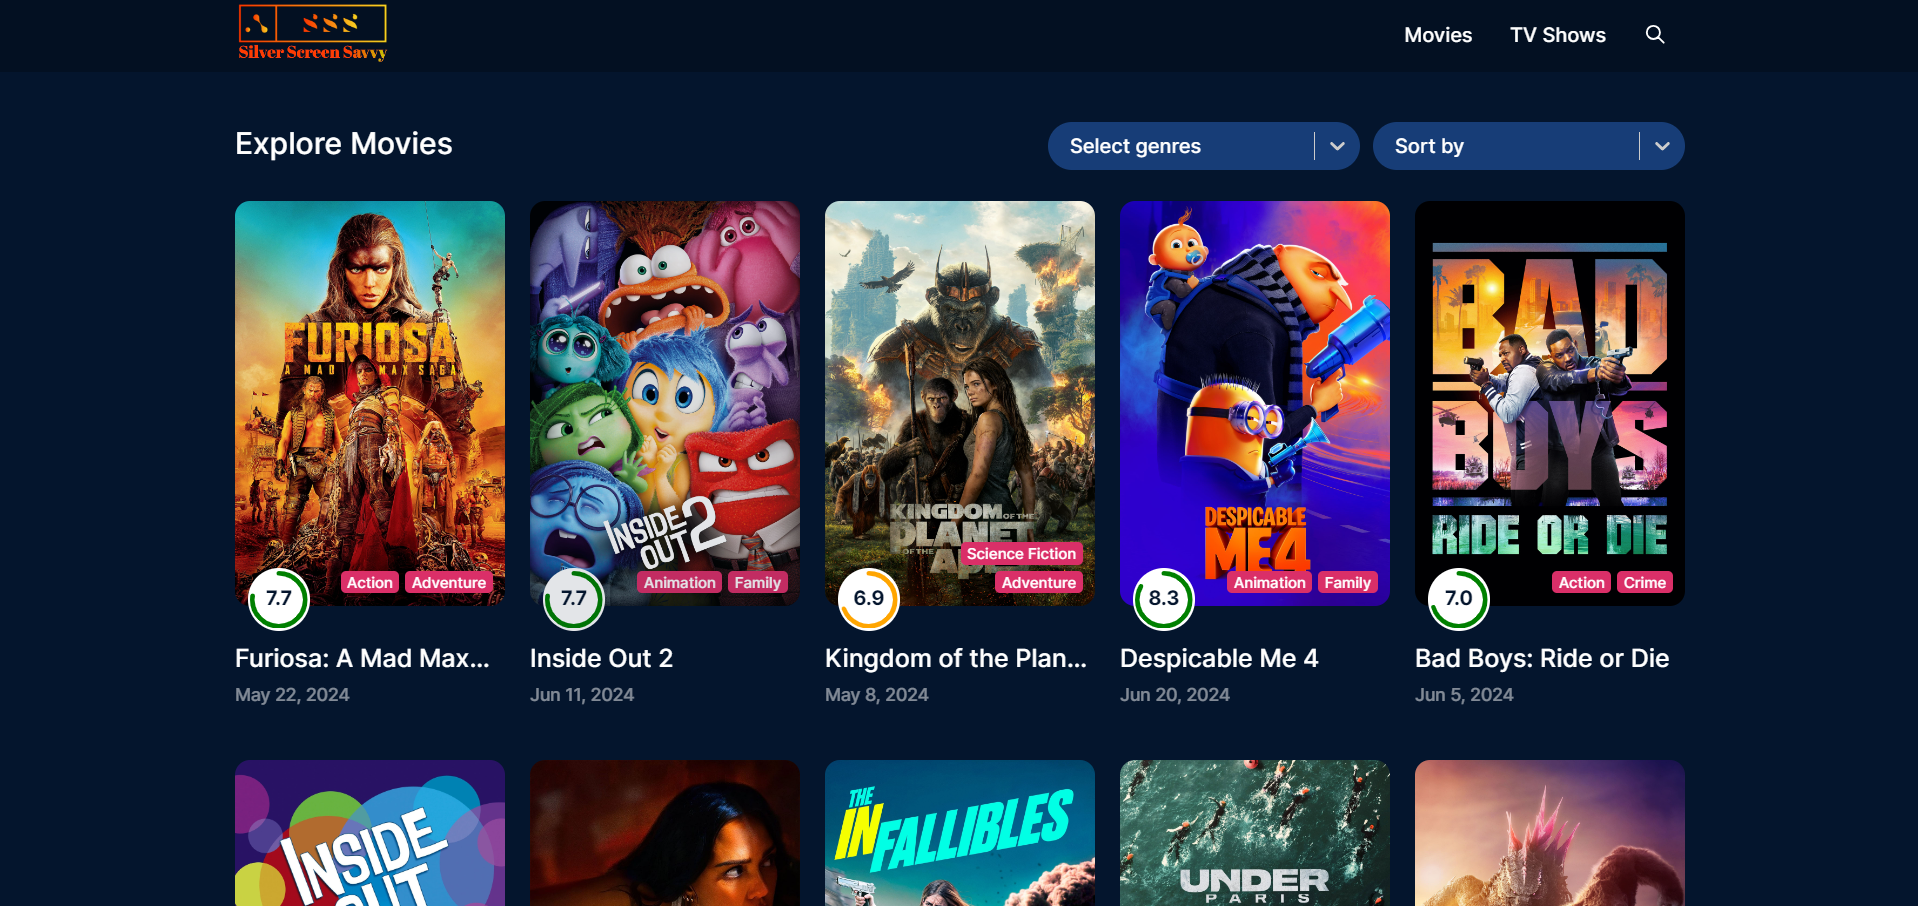 SSS
Silver Screen Savvy
Movies
TV Shows
Explore Movies
Select genres
Sort by
FURIOSA
A MAD MAX SAGA
7.7
Action
Adventure
Furiosa: A Mad Max...
May 22, 2024
INSIDE
OUT 2
7.7
Animation
Family
Inside Out 2
Jun 11, 2024
KINGDOM OF THE
PLANET
OF THE
Science Fiction
6.9
Adventure
Kingdom of the Plan...
May 8, 2024
DESPICABLE
ME 4
8.3
Animation
Family
Despicable Me 4
Jun 20, 2024
BAD
BOYS
RIDE OR DIE
7.0
Action
Crime
Bad Boys: Ride or Die
Jun 5, 2024
INSIDE
OUT
THE
INFALLIBLES
UNDER
PARIS